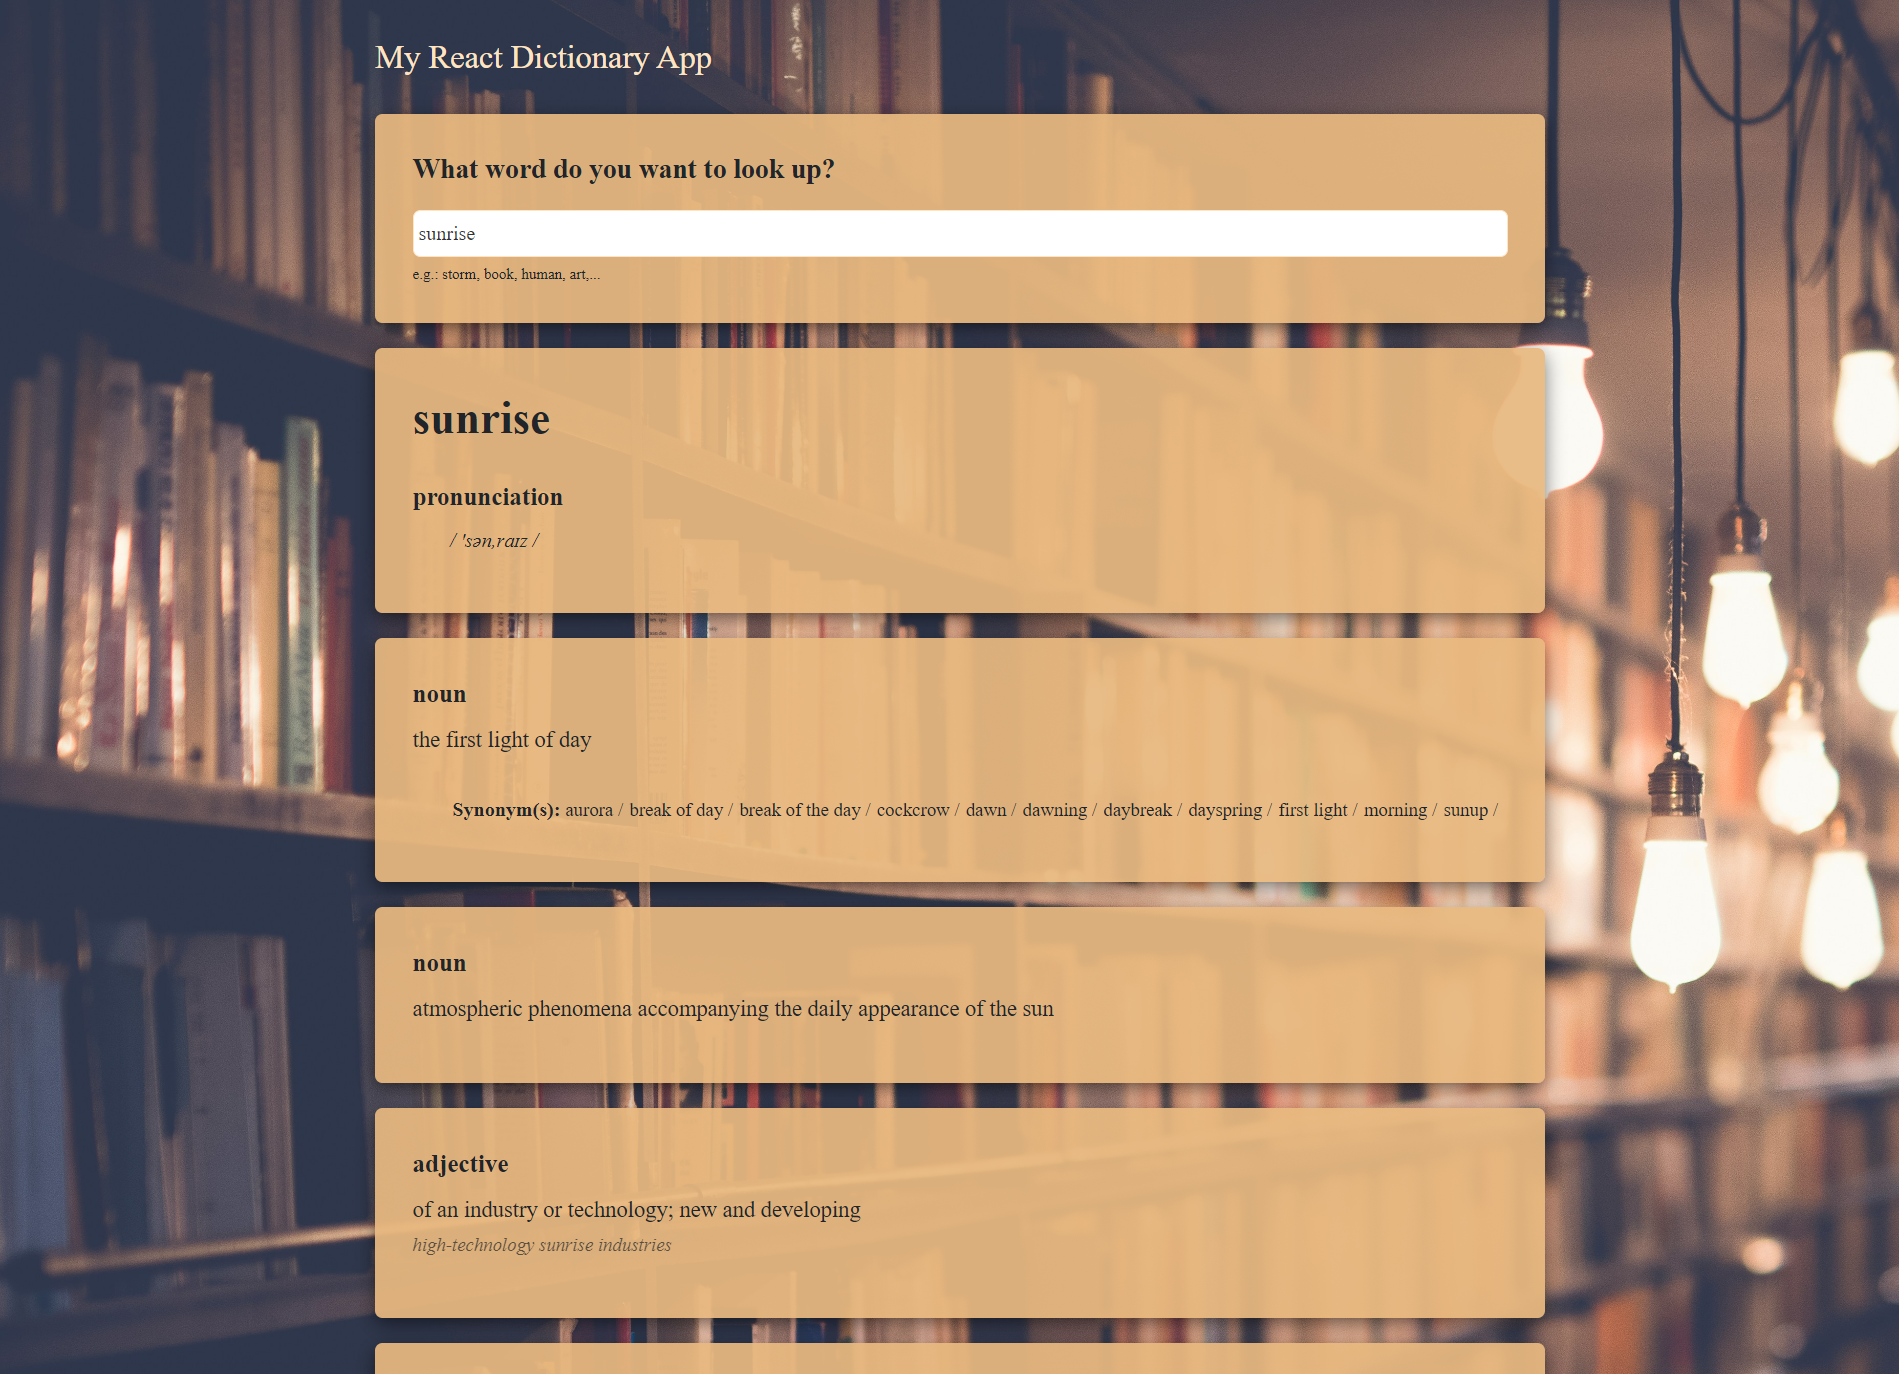 My React Dictionary App
What word do you want to look up?
sunrise
e.g.: storm, book, human, art,...
sunrise
pronunciation
/ 'sən,raɪz /
noun
the first light of day
Synonym(s): aurora / break of day / break of the day / cockcrow / dawn / dawning / daybreak / dayspring / first light / morning / sunup /
noun
atmospheric phenomena accompanying the daily appearance of the sun
adjective
of an industry or technology; new and developing
high-technology sunrise industries